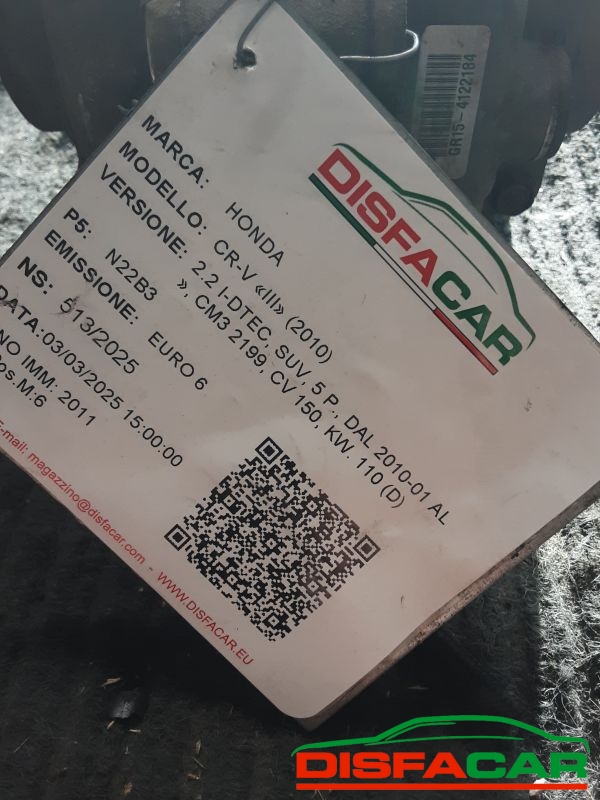 GR15-4122184
DISFACAR
MARCA: HONDA
MODELLO: CR-V «III» (2010)
VERSIONE: 2.2 I-DTEC, SUV, 5 P., DAL 2010-01 AL
», CM3 2199, CV 150, KW. 110 (D)
P5: N22B3
EMISSIONE: EURO 6
NS: 513/2025
DATA:03/03/2025 15:00:00
NO IMM: 2011
os.M:6
E-mail: magazzino@disfacar.com - WWW.DISFACAR.EU
DISFACAR